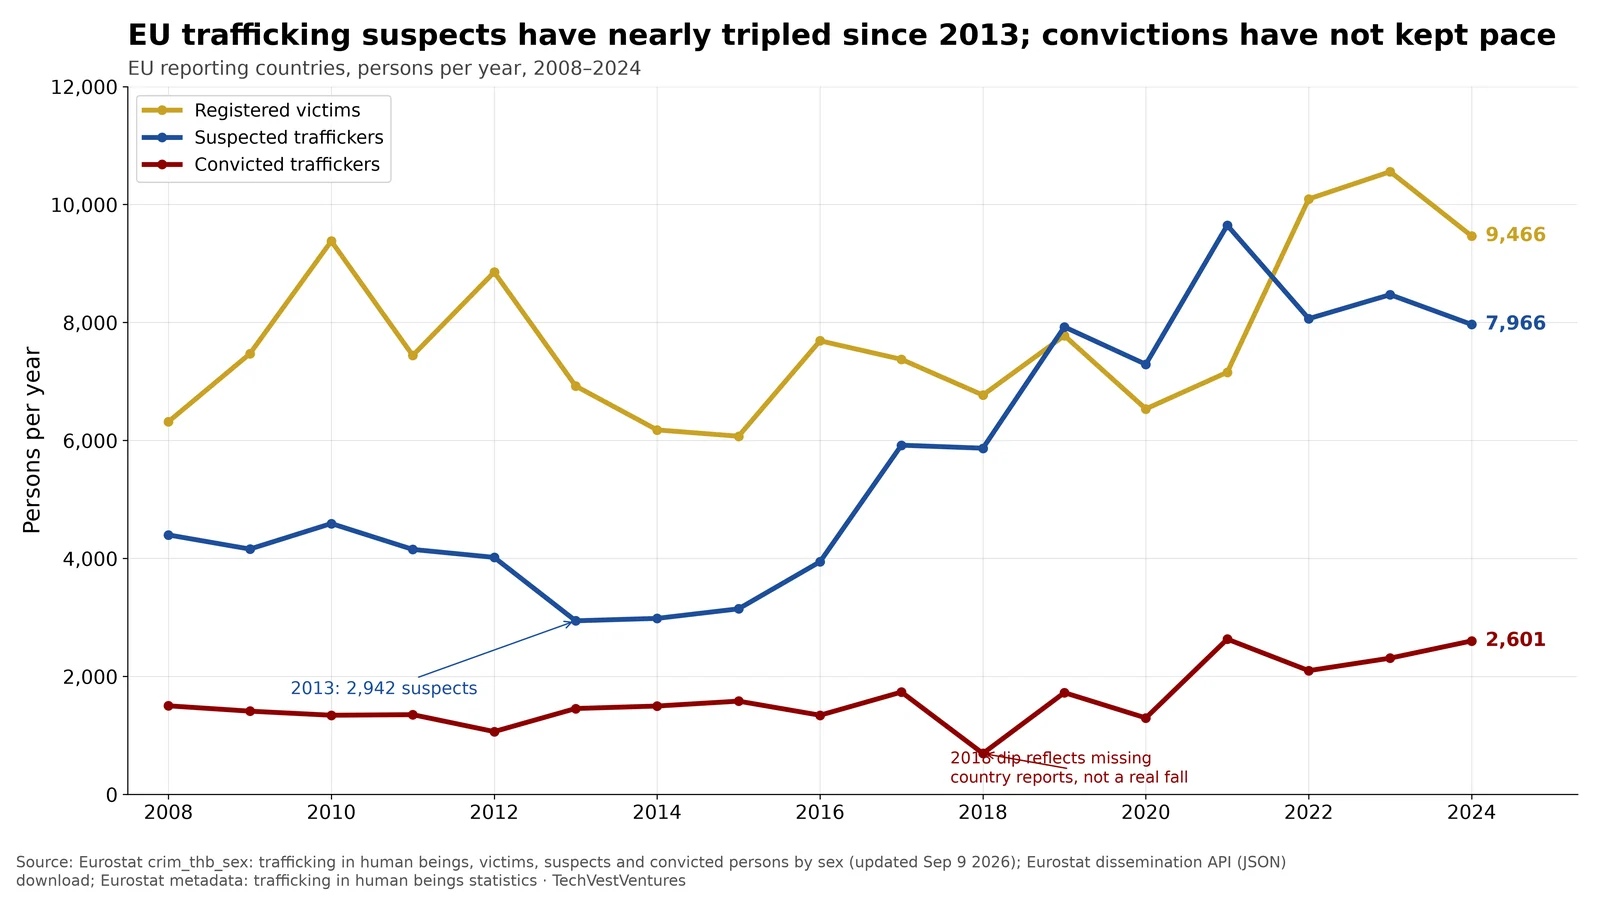 EU trafficking suspects have nearly tripled since 2013; convictions have not kept pace
EU reporting countries, persons per year, 2008–2024
12,000
10,000
8,000
6,000
4,000
2,000
0
Persons per year
Registered victims
Suspected traffickers
Convicted traffickers
9,466
7,966
2,601
2013: 2,942 suspects
2018 dip reflects missing
country reports, not a real fall
2008
2010
2012
2014
2016
2018
2020
2022
2024
Source: Eurostat crim_thb_sex: trafficking in human beings, victims, suspects and convicted persons by sex (updated Sep 9 2026); Eurostat dissemination API (JSON)
download; Eurostat metadata: trafficking in human beings statistics · TechVestVentures